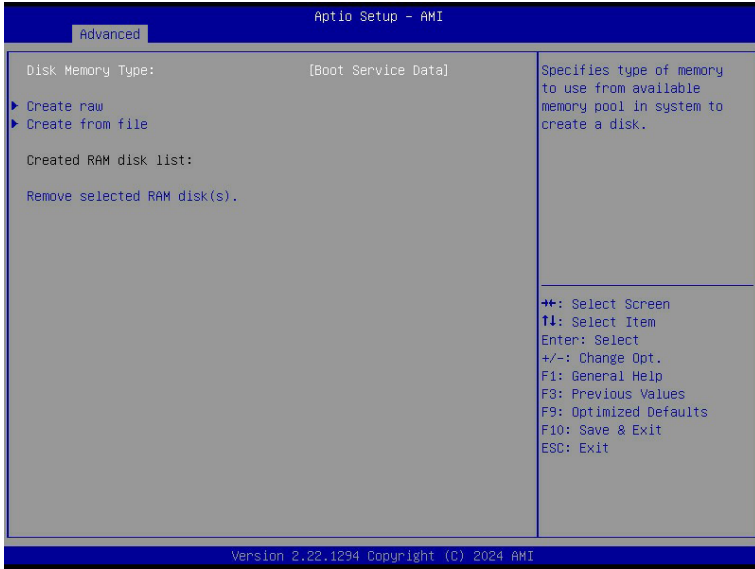 Aptio Setup – AMI
Advanced
Disk Memory Type: [Boot Service Data]
Create raw
Create from file
Created RAM disk list:
Remove selected RAM disk(s).
Specifies type of memory
to use from available
memory pool in system to
create a disk.
→←: Select Screen
↑↓: Select Item
Enter: Select
+/-: Change Opt.
F1: General Help
F3: Previous Values
F9: Optimized Defaults
F10: Save & Exit
ESC: Exit
Version 2.22.1294 Copyright (C) 2024 AMI